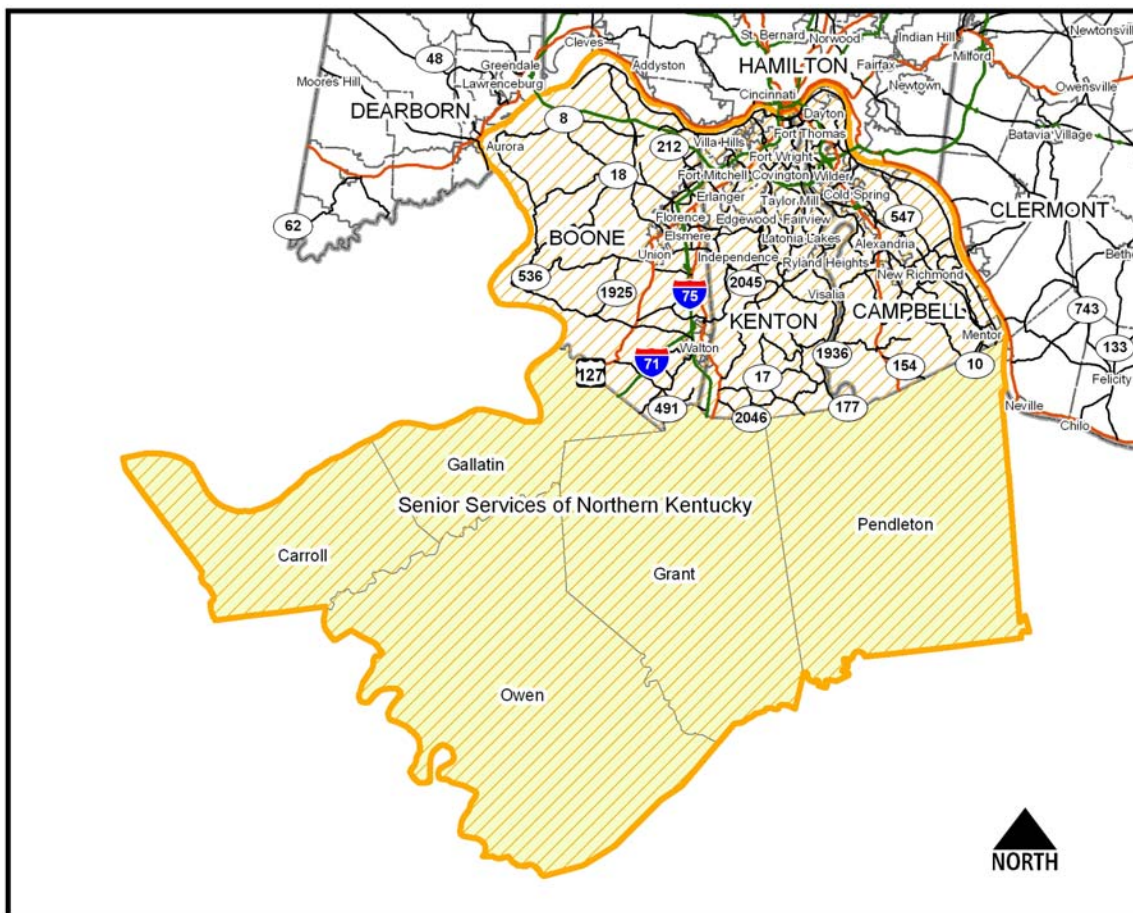 St. Bernard
Norwood
Indian Hill
Newtonsvil
Cleves
48
Greendale
Addyston
HAMILTON
Fairfax
Milford
Moores Hill
Lawrenceburg
Cincinnati
Newtown
Owensville
DEARBORN
8
Dayton
Fort Thomas
Batavia Village
Aurora
212
Villa Hills
Fort Wright
18
Fort Mitchell
Covington
Wilder
Erlanger
Taylor Mill
Cold Spring
62
Florence
Edgewood
Fairview
547
CLERMONT
BOONE
Elsmere
Latonia Lakes
Alexandria
Union
Independence
Ryland Heights
New Richmond
Bethe
536
1925
75
2045
Visalia
KENTON
CAMPBELL
743
Mentor
133
Walton
1936
71
127
17
154
10
Felicity
491
2046
177
Neville
Chilo
Gallatin
Senior Services of Northern Kentucky
Pendleton
Carroll
Grant
Owen
NORTH